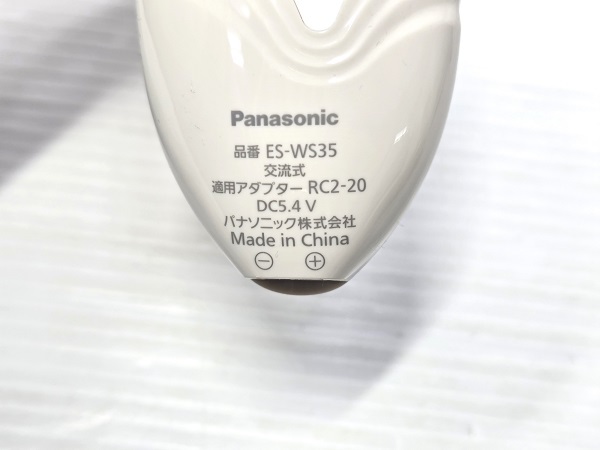 Panasonic
品番 ES-WS35
交流式
適用アダプター RC2-20
DC5.4 V
パナソニック株式会社
Made in China
⊖ ⊕